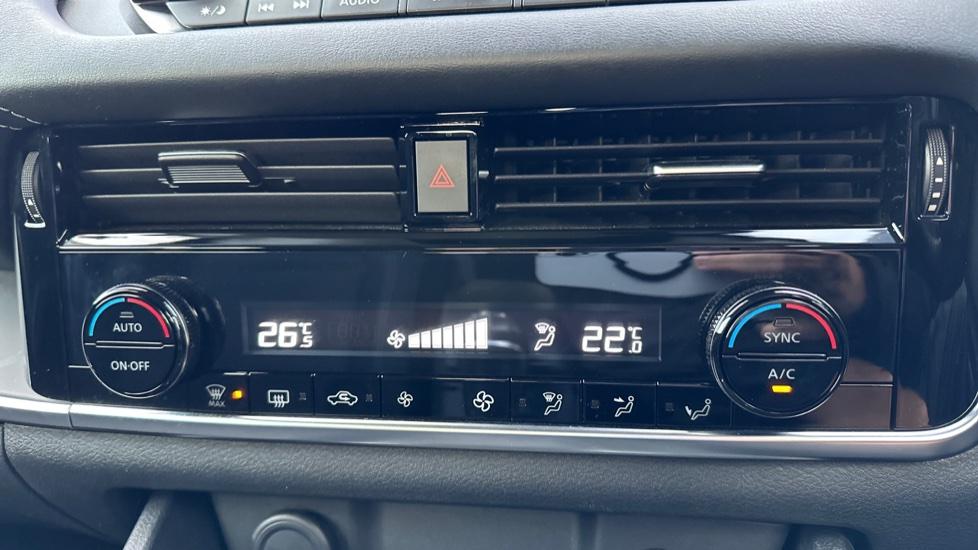 AUDIO
AUTO
ON·OFF
26.5°C
22.0°C
SYNC
A/C
MAX